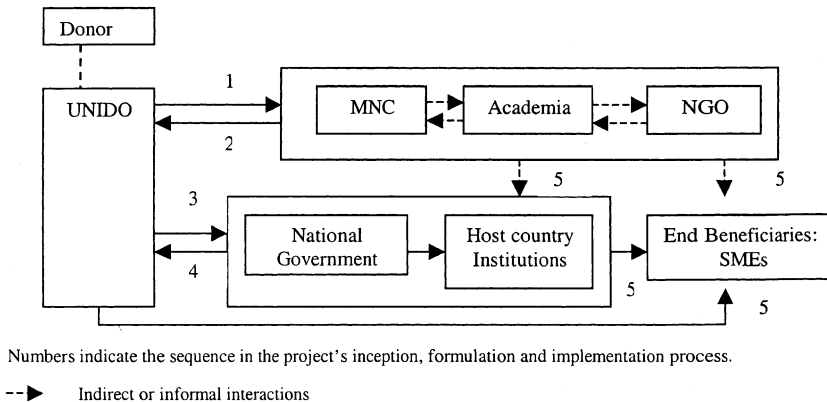 Donor
UNIDO
1
2
MNC
Academia
NGO
5
5
3
4
National
Government
Host country
Institutions
End Beneficiaries:
SMEs
5
5
Numbers indicate the sequence in the project's inception, formulation and implementation process.
Indirect or informal interactions